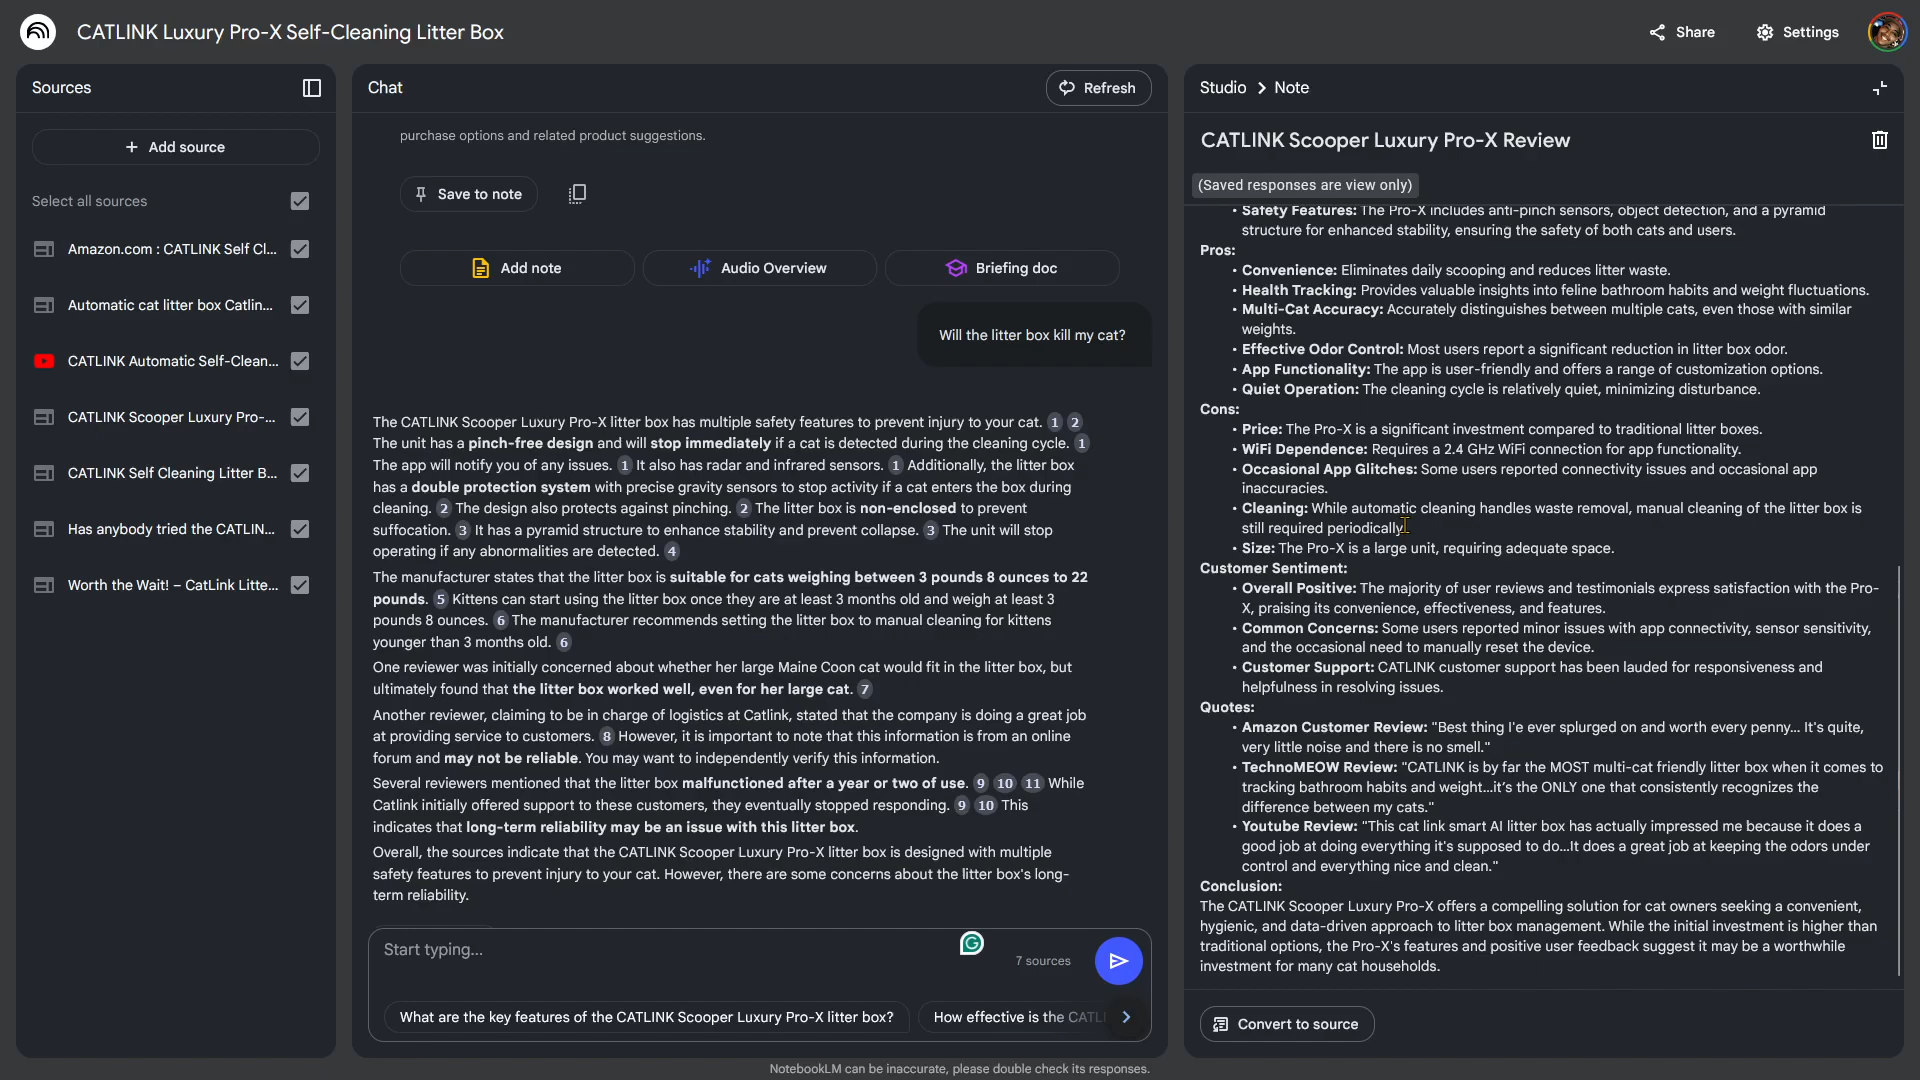 CATLINK Luxury Pro-X Self-Cleaning Litter Box
Share
Settings
Sources
Add source
Select all sources
Amazon.com : CATLINK Self Cl...
Automatic cat litter box Catlin...
CATLINK Automatic Self-Clean...
CATLINK Scooper Luxury Pro-...
CATLINK Self Cleaning Litter B...
Has anybody tried the CATLIN...
Worth the Wait! – CatLink Litte...
Chat
Refresh
purchase options and related product suggestions.
Save to note
Add note
Audio Overview
Briefing doc
Will the litter box kill my cat?
The CATLINK Scooper Luxury Pro-X litter box has multiple safety features to prevent injury to your cat. 1 2
The unit has a pinch-free design and will stop immediately if a cat is detected during the cleaning cycle. 1
The app will notify you of any issues. 1 It also has radar and infrared sensors. 1 Additionally, the litter box
has a double protection system with precise gravity sensors to stop activity if a cat enters the box during
cleaning. 2 The design also protects against pinching. 2 The litter box is non-enclosed to prevent
suffocation. 3 It has a pyramid structure to enhance stability and prevent collapse. 3 The unit will stop
operating if any abnormalities are detected. 4
The manufacturer states that the litter box is suitable for cats weighing between 3 pounds 8 ounces to 22
pounds. 5 Kittens can start using the litter box once they are at least 3 months old and weigh at least 3
pounds 8 ounces. 6 The manufacturer recommends setting the litter box to manual cleaning for kittens
younger than 3 months old. 6
One reviewer was initially concerned about whether her large Maine Coon cat would fit in the litter box, but
ultimately found that the litter box worked well, even for her large cat. 7
Another reviewer, claiming to be in charge of logistics at Catlink, stated that the company is doing a great job
at providing service to customers. 8 However, it is important to note that this information is from an online
forum and may not be reliable. You may want to independently verify this information.
Several reviewers mentioned that the litter box malfunctioned after a year or two of use. 9 10 11 While
Catlink initially offered support to these customers, they eventually stopped responding. 9 10 This
indicates that long-term reliability may be an issue with this litter box.
Overall, the sources indicate that the CATLINK Scooper Luxury Pro-X litter box is designed with multiple
safety features to prevent injury to your cat. However, there are some concerns about the litter box's long-
term reliability.
Start typing...
7 sources
What are the key features of the CATLINK Scooper Luxury Pro-X litter box?
How effective is the CATL
Studio > Note
CATLINK Scooper Luxury Pro-X Review
(Saved responses are view only)
• Safety Features: The Pro-X includes anti-pinch sensors, object detection, and a pyramid
structure for enhanced stability, ensuring the safety of both cats and users.
Pros:
• Convenience: Eliminates daily scooping and reduces litter waste.
• Health Tracking: Provides valuable insights into feline bathroom habits and weight fluctuations.
• Multi-Cat Accuracy: Accurately distinguishes between multiple cats, even those with similar
weights.
• Effective Odor Control: Most users report a significant reduction in litter box odor.
• App Functionality: The app is user-friendly and offers a range of customization options.
• Quiet Operation: The cleaning cycle is relatively quiet, minimizing disturbance.
Cons:
• Price: The Pro-X is a significant investment compared to traditional litter boxes.
• WiFi Dependence: Requires a 2.4 GHz WiFi connection for app functionality.
• Occasional App Glitches: Some users reported connectivity issues and occasional app
inaccuracies.
• Cleaning: While automatic cleaning handles waste removal, manual cleaning of the litter box is
still required periodically.
• Size: The Pro-X is a large unit, requiring adequate space.
Customer Sentiment:
• Overall Positive: The majority of user reviews and testimonials express satisfaction with the Pro-
X, praising its convenience, effectiveness, and features.
• Common Concerns: Some users reported minor issues with app connectivity, sensor sensitivity,
and the occasional need to manually reset the device.
• Customer Support: CATLINK customer support has been lauded for responsiveness and
helpfulness in resolving issues.
Quotes:
• Amazon Customer Review: "Best thing I'e ever splurged on and worth every penny... It's quite,
very little noise and there is no smell."
• TechnoMEOW Review: "CATLINK is by far the MOST multi-cat friendly litter box when it comes to
tracking bathroom habits and weight...it's the ONLY one that consistently recognizes the
difference between my cats."
• Youtube Review: "This cat link smart AI litter box has actually impressed me because it does a
good job at doing everything it's supposed to do...It does a great job at keeping the odors under
control and everything nice and clean."
Conclusion:
The CATLINK Scooper Luxury Pro-X offers a compelling solution for cat owners seeking a convenient,
hygienic, and data-driven approach to litter box management. While the initial investment is higher than
traditional options, the Pro-X's features and positive user feedback suggest it may be a worthwhile
investment for many cat households.
Convert to source
NotebookLM can be inaccurate, please double check its responses.